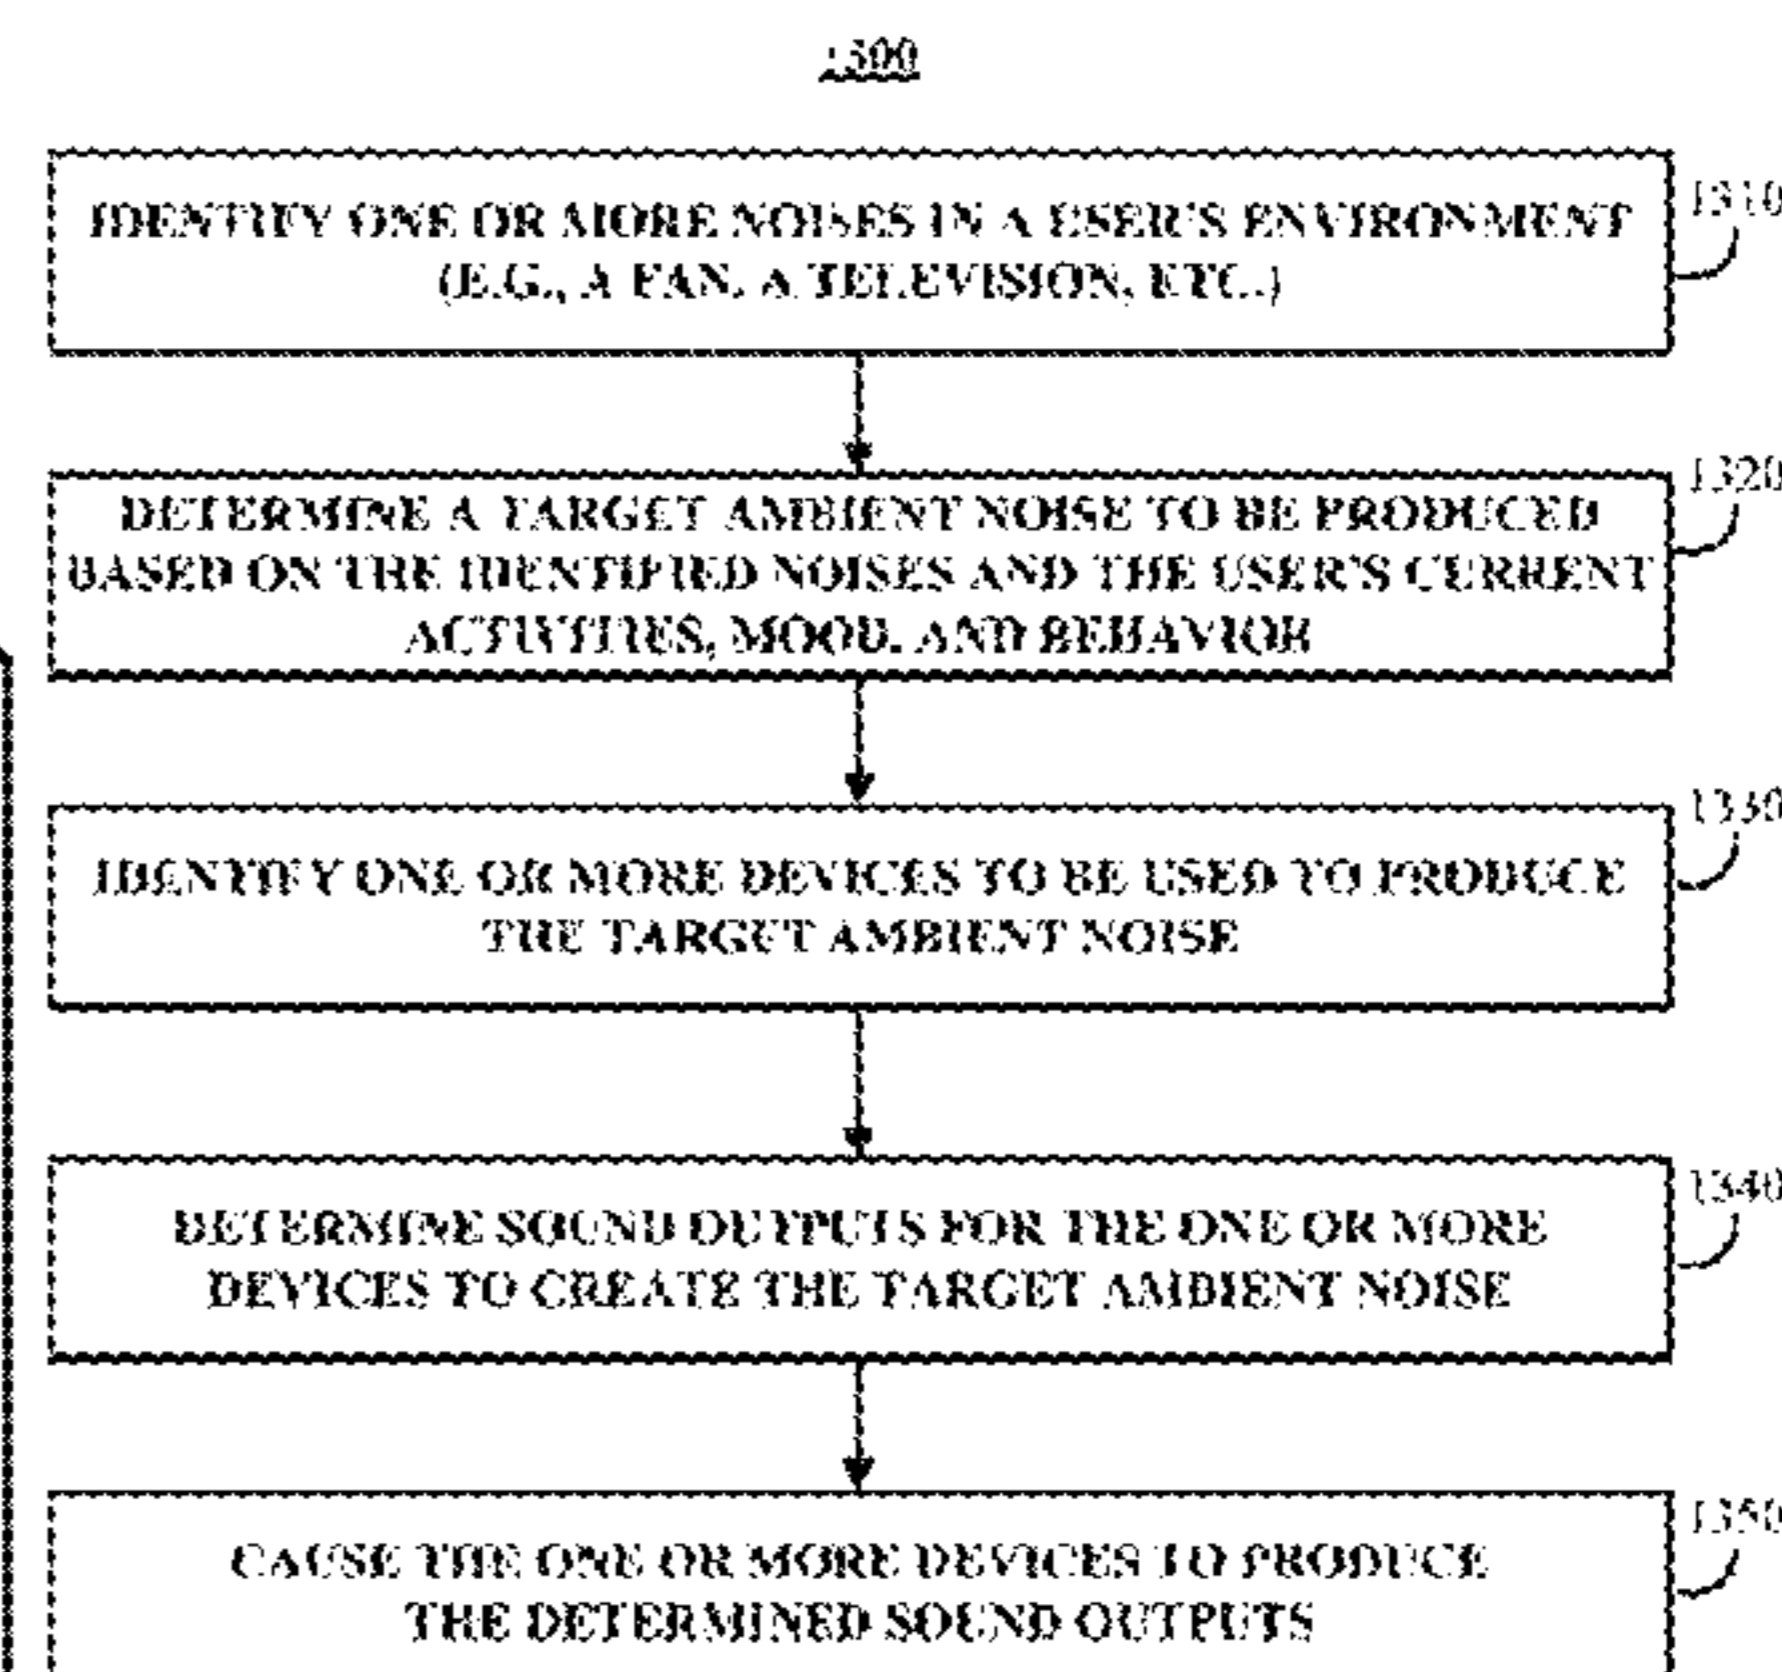 1300
IDENTIFY ONE OR MORE NOISES IN A USER'S ENVIRONMENT
(E.G., A FAN, A TELEVISION, ETC.)
1310
DETERMINE A TARGET AMBIENT NOISE TO BE PRODUCED
BASED ON THE IDENTIFIED NOISES AND THE USER'S CURRENT
ACTIVITIES, MOOD, AND BEHAVIOR
1320
IDENTIFY ONE OR MORE DEVICES TO BE USED TO PRODUCE
THE TARGET AMBIENT NOISE
1330
DETERMINE SOUND OUTPUTS FOR THE ONE OR MORE
DEVICES TO CREATE THE TARGET AMBIENT NOISE
1340
CAUSE THE ONE OR MORE DEVICES TO PRODUCE
THE DETERMINED SOUND OUTPUTS
1350